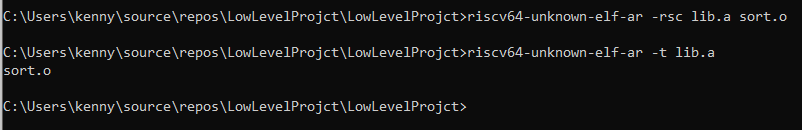 C:\Users\kenny\source\repos\LowLevelProjct\LowLevelProjct>riscv64-unknown-elf-ar -rsc lib.a sort.o
C:\Users\kenny\source\repos\LowLevelProjct\LowLevelProjct>riscv64-unknown-elf-ar -t lib.a
sort.o
C:\Users\kenny\source\repos\LowLevelProjct\LowLevelProjct>